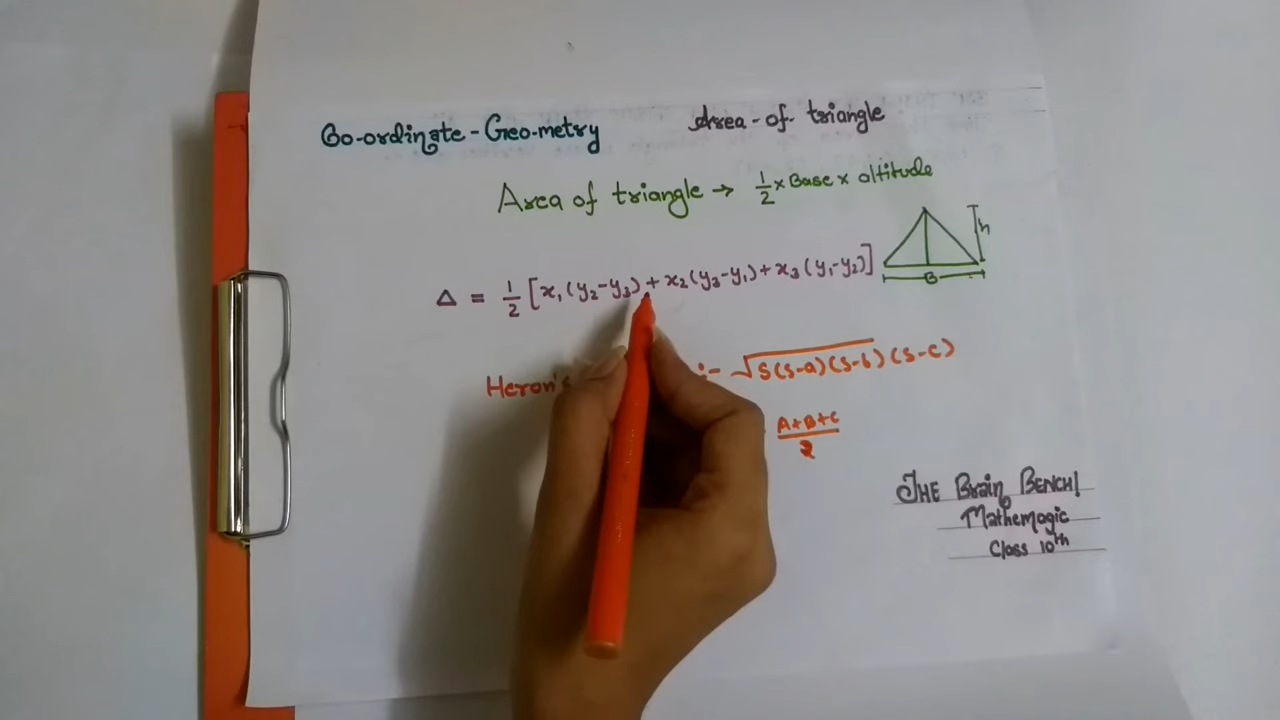 Co-ordinate-Geo-metry
Area-of-triangle
Area of triangle → 1/2 × Base × altitude
h
B
Δ = 1/2 [x₁(y₂-y₃)+x₂(y₃-y₁)+x₃(y₁-y₂)]
Heron's :- √S(S-a)(S-b)(S-c)
A+B+C/2
THE Brain BENCH!
Mathemagic
Class 10th